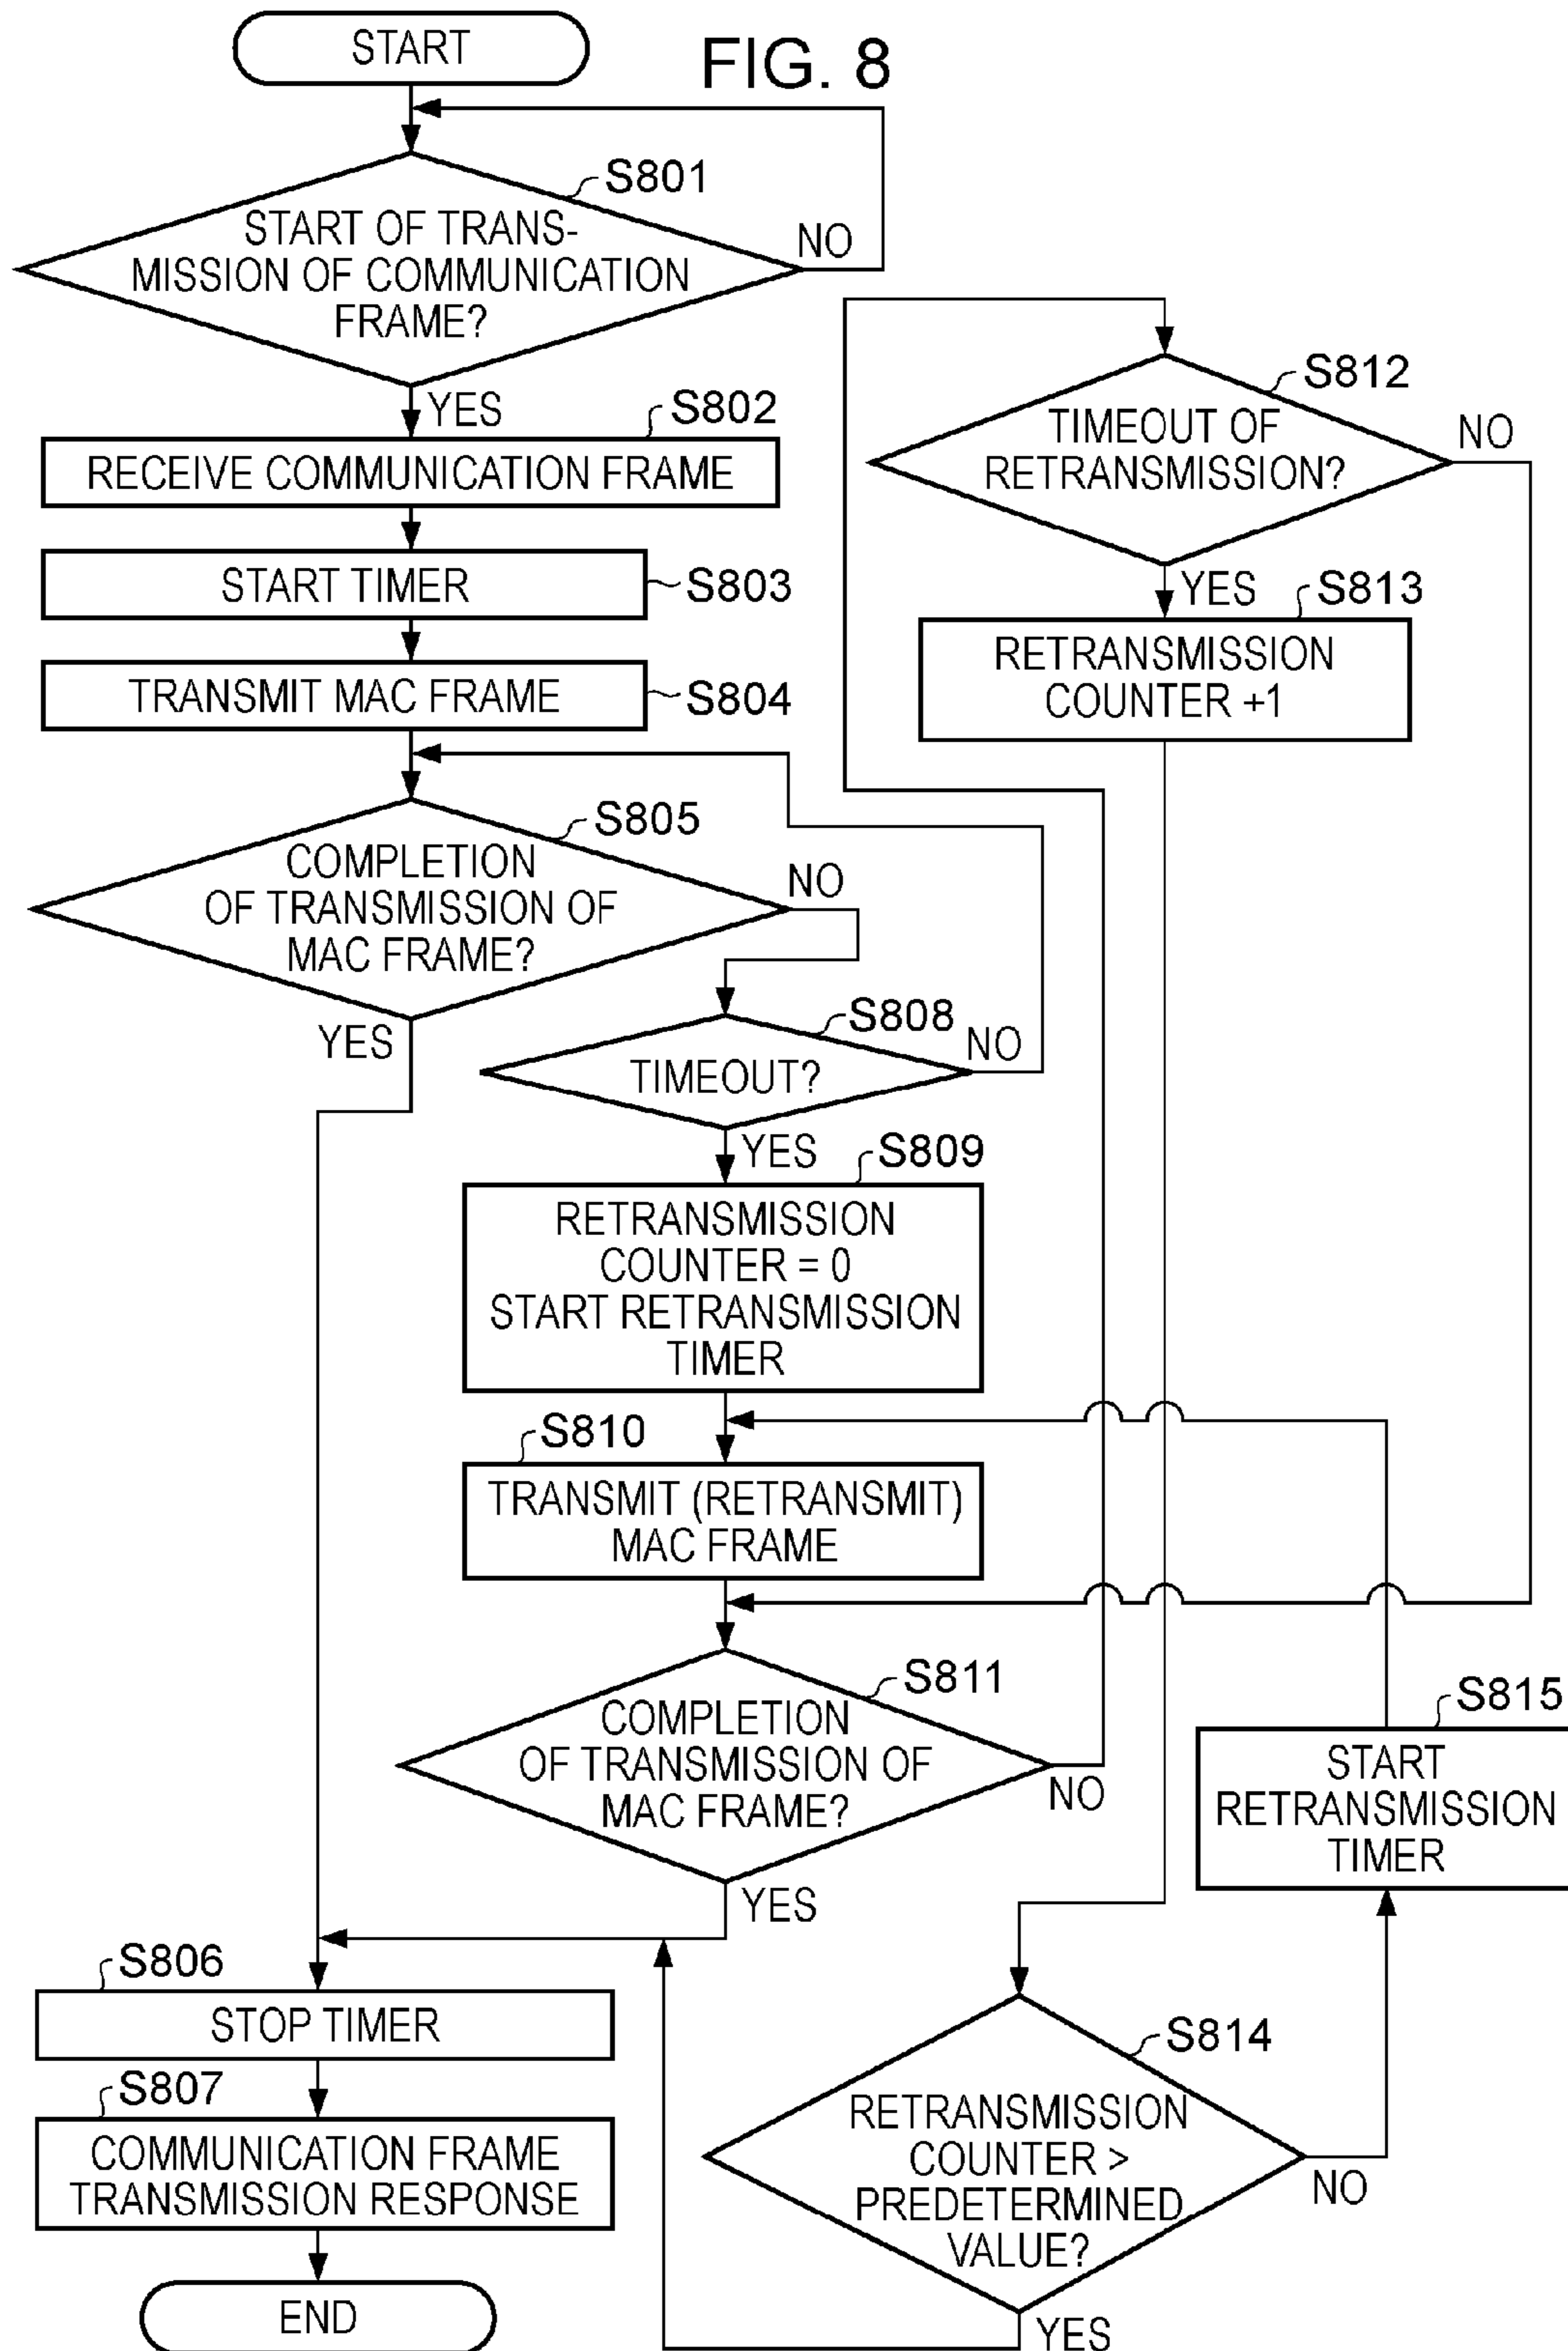 START
FIG. 8
S801
START OF TRANS-
MISSION OF COMMUNICATION
FRAME?
NO
YES
S802
RECEIVE COMMUNICATION FRAME
START TIMER
S803
TRANSMIT MAC FRAME
S804
S805
COMPLETION
OF TRANSMISSION OF
MAC FRAME?
NO
YES
S808
TIMEOUT?
NO
YES
S809
RETRANSMISSION
COUNTER = 0
START RETRANSMISSION
TIMER
S810
TRANSMIT (RETRANSMIT)
MAC FRAME
S811
COMPLETION
OF TRANSMISSION OF
MAC FRAME?
NO
YES
S806
STOP TIMER
S807
COMMUNICATION FRAME
TRANSMISSION RESPONSE
END
S812
TIMEOUT OF
RETRANSMISSION?
NO
YES
S813
RETRANSMISSION
COUNTER +1
S815
START
RETRANSMISSION
TIMER
S814
RETRANSMISSION
COUNTER >
PREDETERMINED
VALUE?
NO
YES